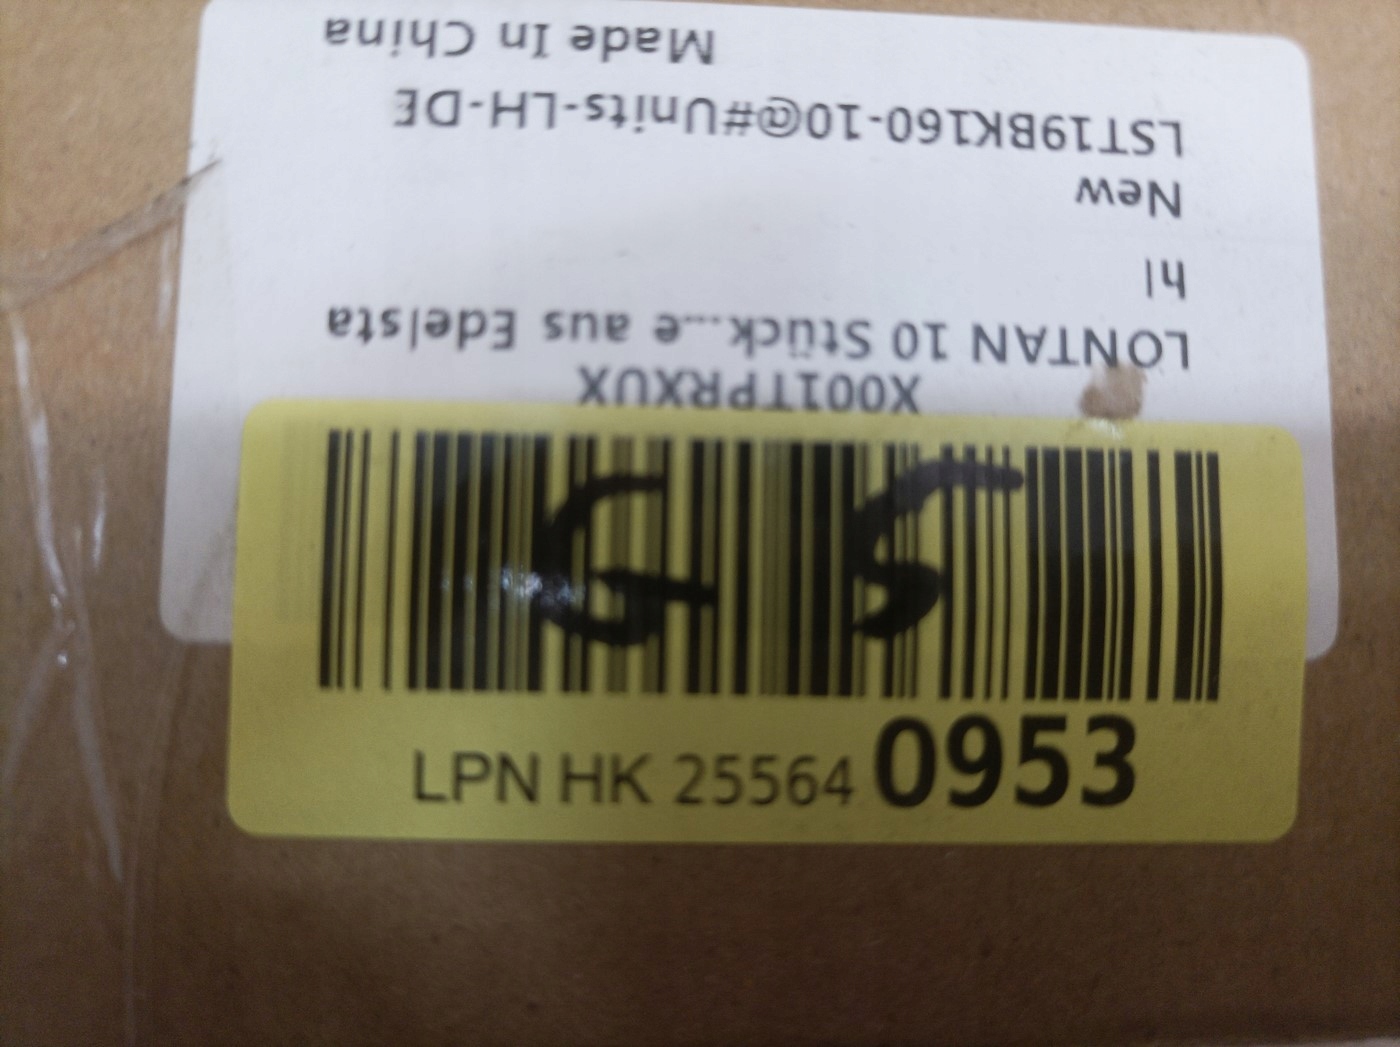 X001TPRXUX
LONTAN 10 Stück...e aus Edelsta
hl
New
LST19BK160-10@#Units-LH-DE
Made In China
G 5
LPN HK 25564 0953